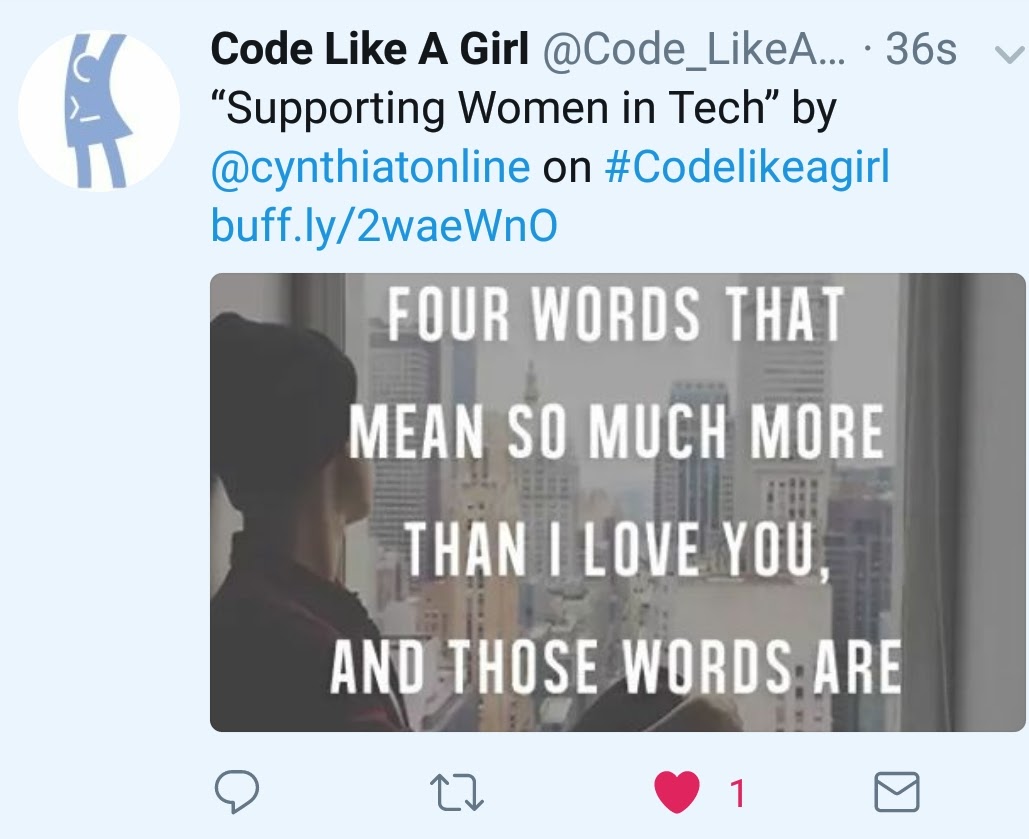 Code Like A Girl @Code_LikeA... · 36s
“Supporting Women in Tech” by
@cynthiatonline on #Codelikeagirl
buff.ly/2waeWnO
FOUR WORDS THAT
MEAN SO MUCH MORE
THAN I LOVE YOU,
AND THOSE WORDS ARE
1